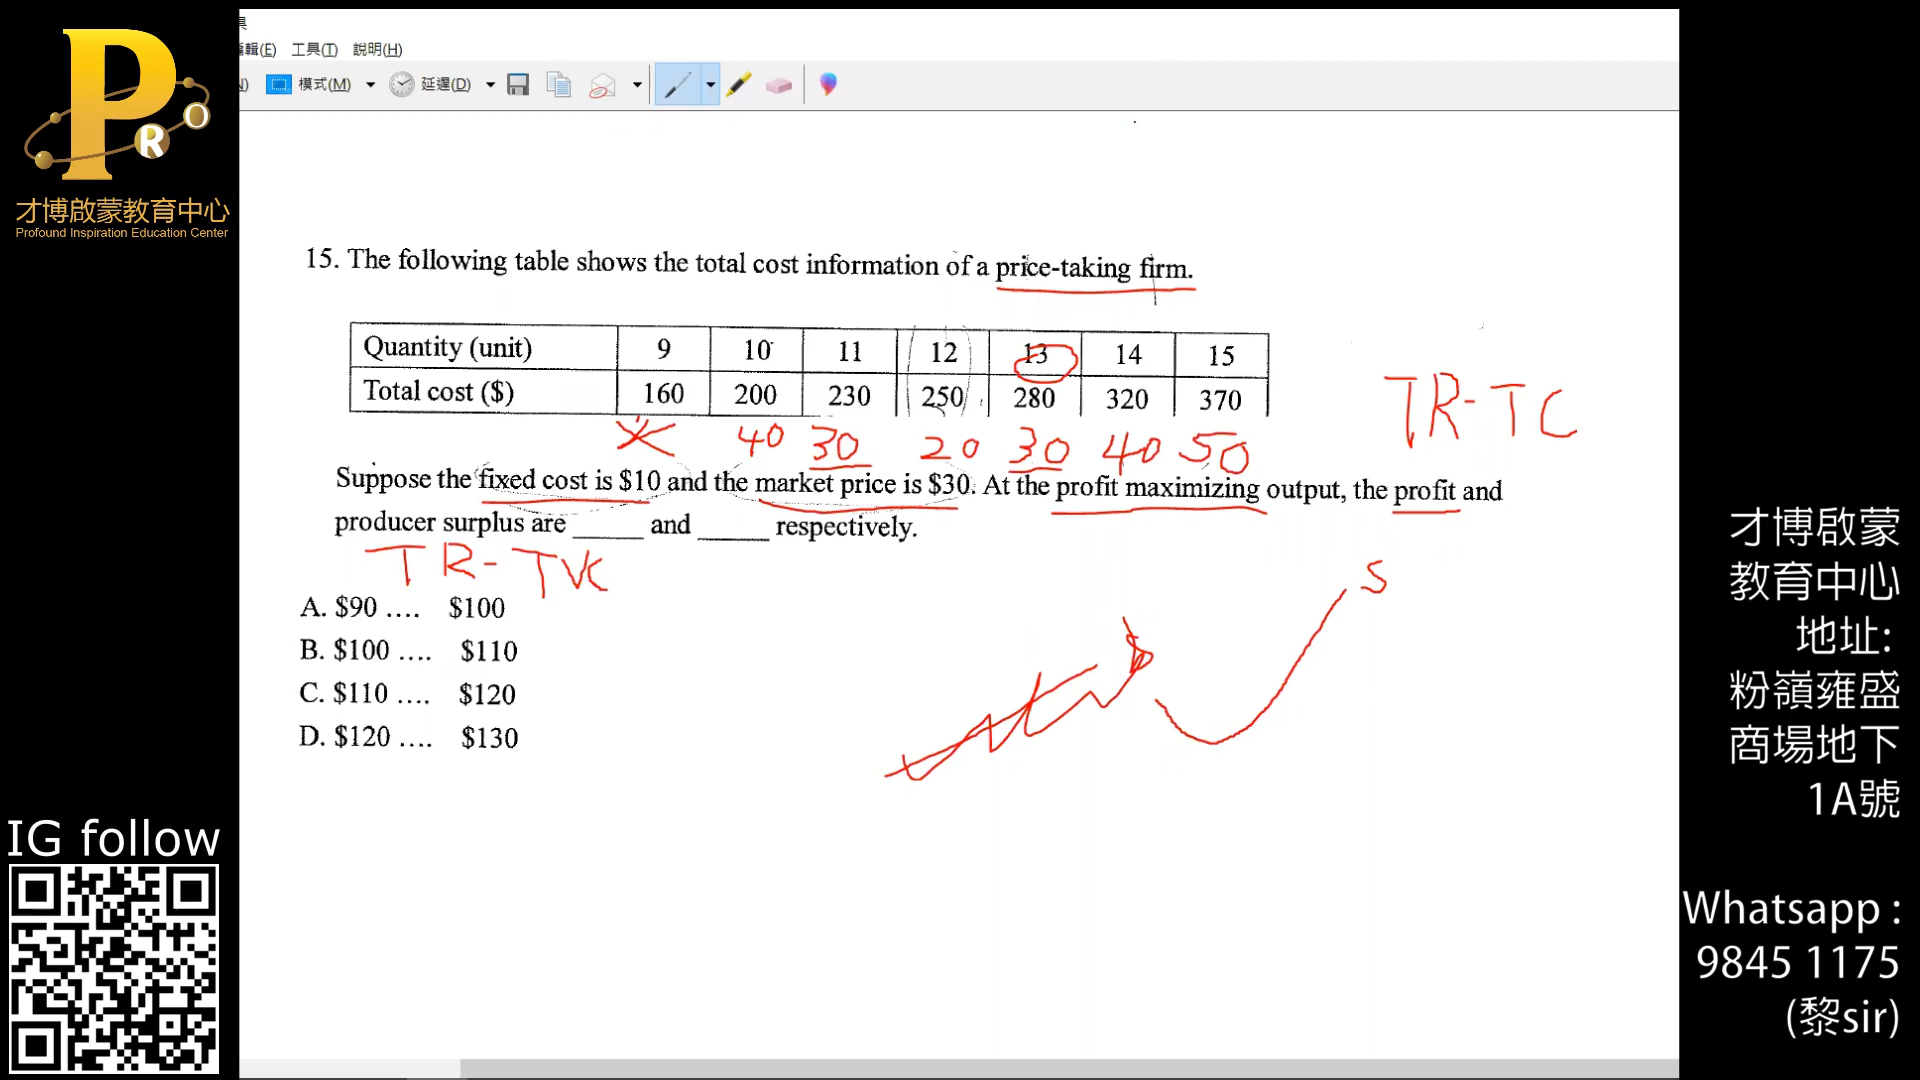 具
編輯(E) 工具(T) 說明(H)
N) 模式(M) 延遲(D)
PRO
才博啟蒙教育中心
Profound Inspiration Education Center
15. The following table shows the total cost information of a price-taking firm.
Quantity (unit) 9 10 11 12 13 14 15
Total cost ($) 160 200 230 250 280 320 370
TR-TC
40 30 20 30 40 50
Suppose the fixed cost is $10 and the market price is $30. At the profit maximizing output, the profit and
producer surplus are _____ and _____ respectively.
TR-TVC
A. $90 .... $100
B. $100 .... $110
C. $110 .... $120
D. $120 .... $130
S
才博啟蒙
教育中心
地址:
粉嶺雍盛
商場地下
1A號
IG follow
Whatsapp :
9845 1175
(黎sir)